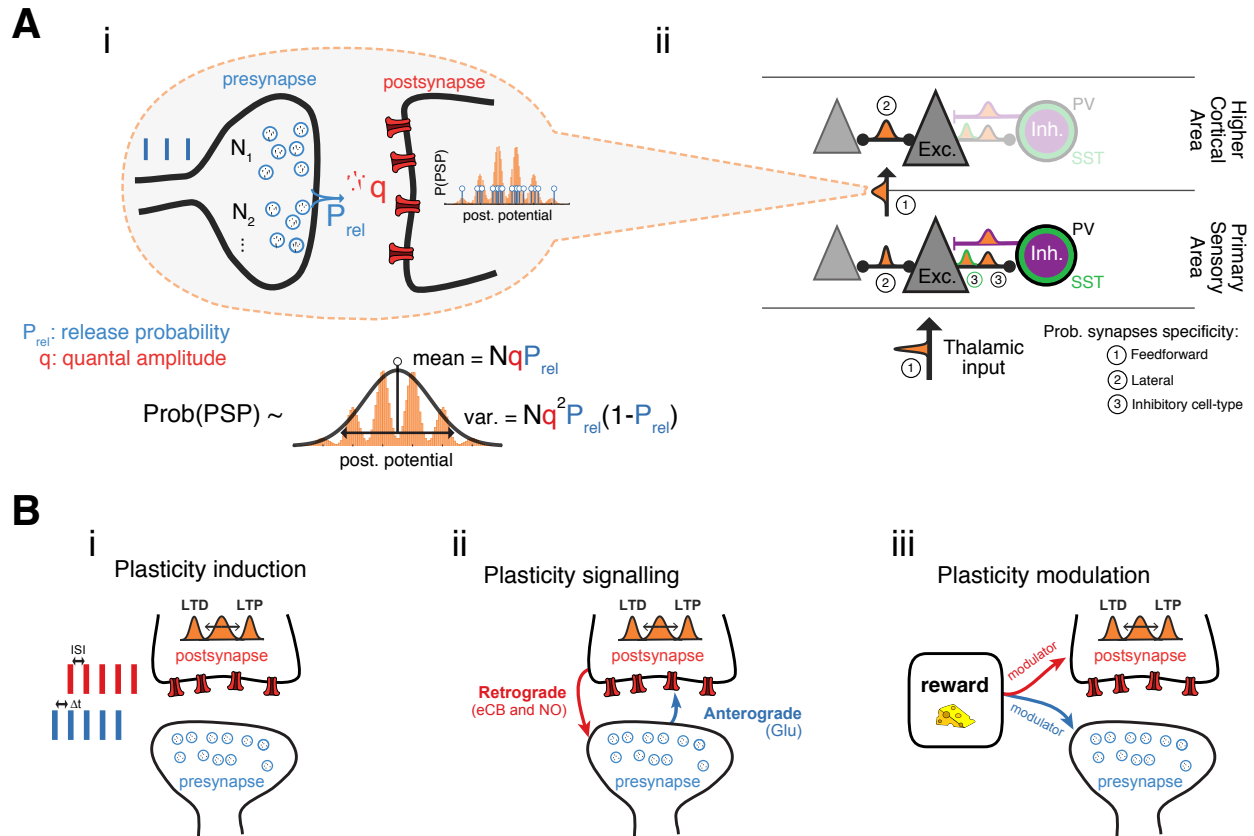 A
i
presynapse
postsynapse
N1
N2
...
Prel
q
P(PSP)
post. potential
Prel: release probability
q: quantal amplitude
mean = NqPrel
Prob(PSP) ~
var. = Nq²Prel(1-Prel)
post. potential
ii
2
Exc.
Inh.
PV
SST
Higher
Cortical
Area
1
2
Exc.
3
3
Inh.
PV
SST
Primary
Sensory
Area
1
Thalamic
input
Prob. synapses specificity:
1 Feedforward
2 Lateral
3 Inhibitory cell-type
B
i
Plasticity induction
LTD LTP
postsynapse
ISI
Δt
presynapse
ii
Plasticity signalling
LTD LTP
postsynapse
Retrograde
(eCB and NO)
Anterograde
(Glu)
presynapse
iii
Plasticity modulation
LTD LTP
postsynapse
reward
modulator
modulator
presynapse